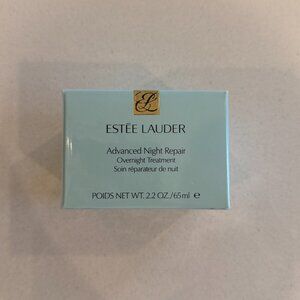 EL
ESTĒE LAUDER
Advanced Night Repair
Overnight Treatment
Soin réparateur de nuit
POIDS NET WT. 2.2 OZ./65ml ℮